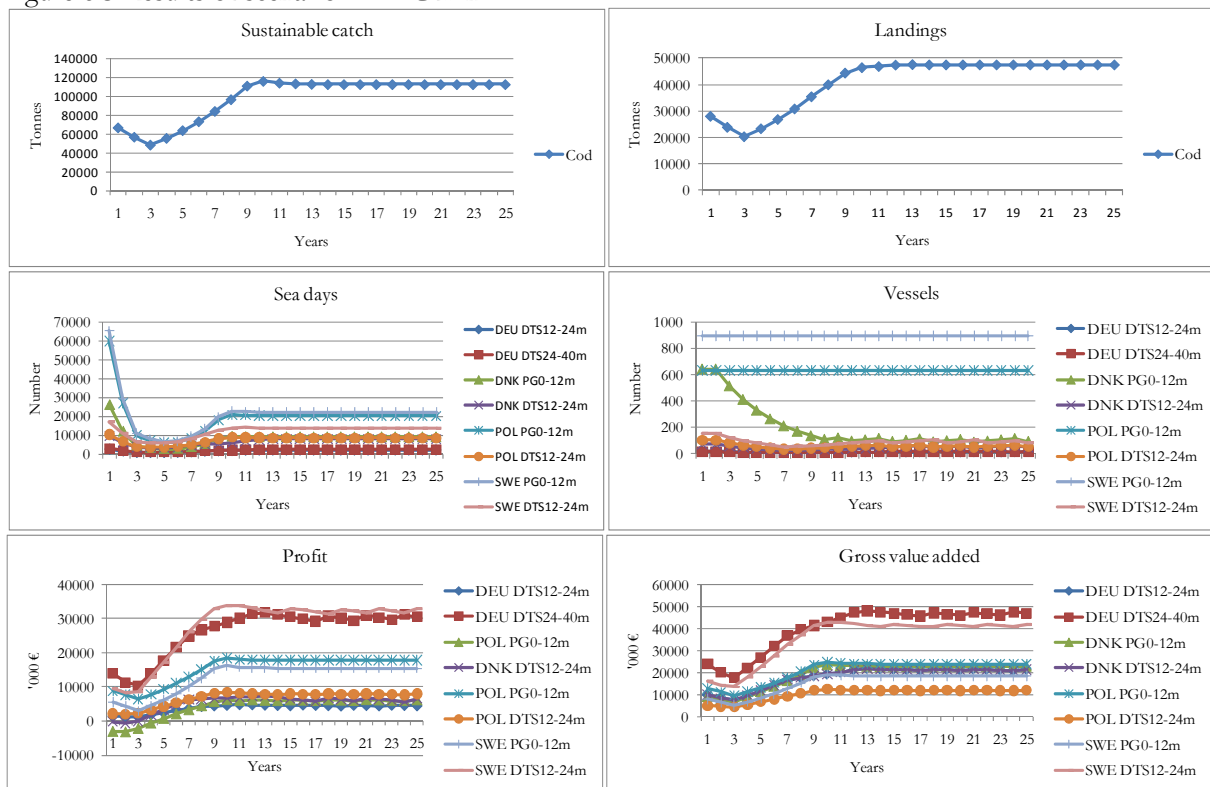 Results of scenario
Sustainable catch
140000
120000
100000
80000
60000
40000
20000
0
Tonnes
1 3 5 7 9 11 13 15 17 19 21 23 25
Years
Cod
Landings
50000
40000
30000
20000
10000
0
Tonnes
1 3 5 7 9 11 13 15 17 19 21 23 25
Years
Cod
Sea days
70000
60000
50000
40000
30000
20000
10000
0
Number
1 3 5 7 9 11 13 15 17 19 21 23 25
Years
DEU DTS12-24m
DEU DTS24-40m
DNK PG0-12m
DNK DTS12-24m
POL PG0-12m
POL DTS12-24m
SWE PG0-12m
SWE DTS12-24m
Vessels
1000
800
600
400
200
0
Number
1 3 5 7 9 11 13 15 17 19 21 23 25
Years
DEU DTS12-24m
DEU DTS24-40m
DNK PG0-12m
DNK DTS12-24m
POL PG0-12m
POL DTS12-24m
SWE PG0-12m
SWE DTS12-24m
Profit
40000
30000
20000
10000
0
-10000
'000 €
1 3 5 7 9 11 13 15 17 19 21 23 25
Years
DEU DTS12-24m
DEU DTS24-40m
POL PG0-12m
DNK DTS12-24m
POL PG0-12m
POL DTS12-24m
SWE PG0-12m
SWE DTS12-24m
Gross value added
60000
50000
40000
30000
20000
10000
0
'000 €
1 3 5 7 9 11 13 15 17 19 21 23 25
Years
DEU DTS12-24m
DEU DTS24-40m
DNK PG0-12m
DNK DTS12-24m
POL PG0-12m
POL DTS12-24m
SWE PG0-12m
SWE DTS12-24m